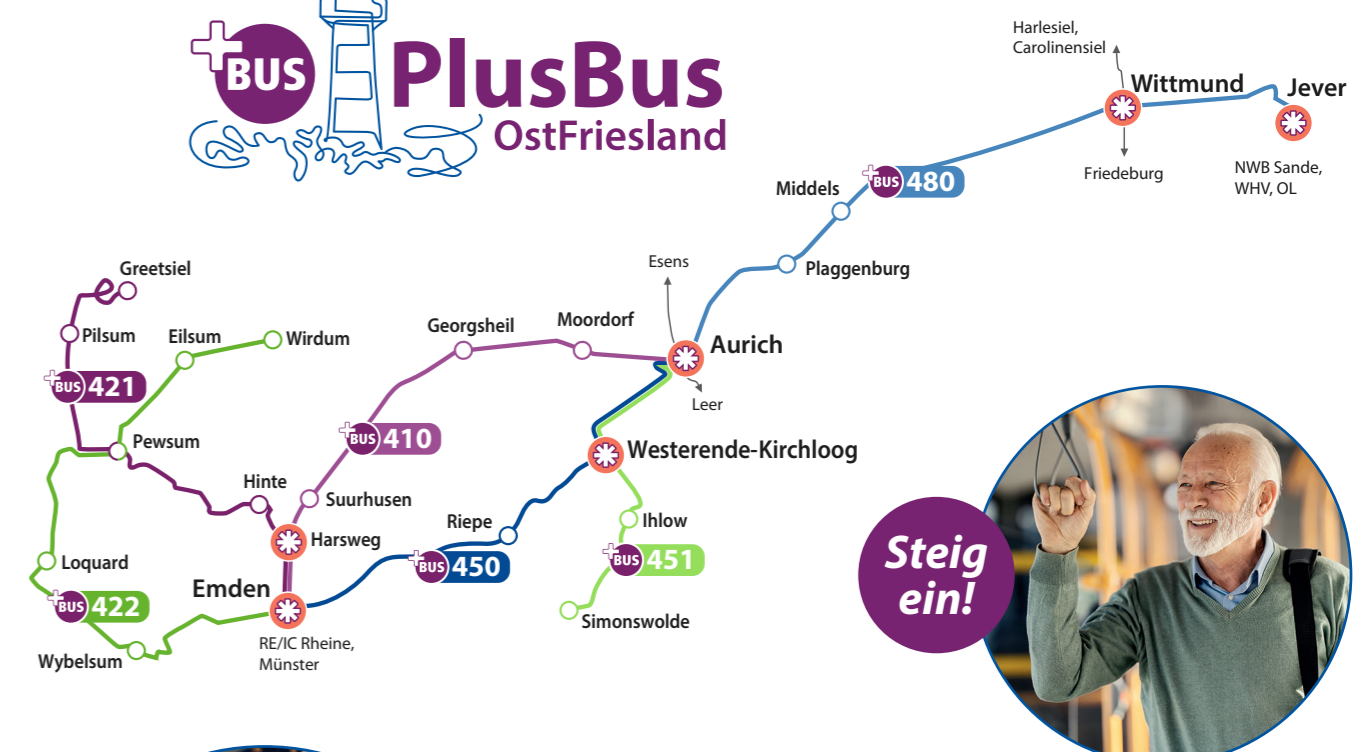 BUS
PlusBus
OstFriesland
Harlesiel,
Carolinensiel
Wittmund
Jever
Friedeburg
NWB Sande,
WHV, OL
BUS 480
Middels
Plaggenburg
Esens
Aurich
Leer
Greetsiel
Pilsum
Eilsum
Wirdum
Georgsheil
Moordorf
BUS 421
BUS 410
Pewsum
Westerende-Kirchloog
Hinte
Suurhusen
Harsweg
Riepe
Ihlow
BUS 450
BUS 451
Loquard
Emden
BUS 422
Simonswolde
Wybelsum
RE/IC Rheine,
Münster
Steig
ein!